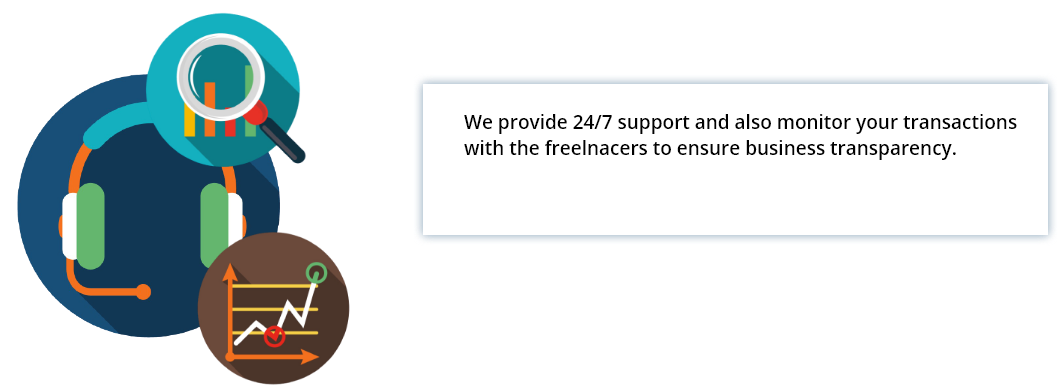 We provide 24/7 support and also monitor your transactions
with the freelnacers to ensure business transparency.